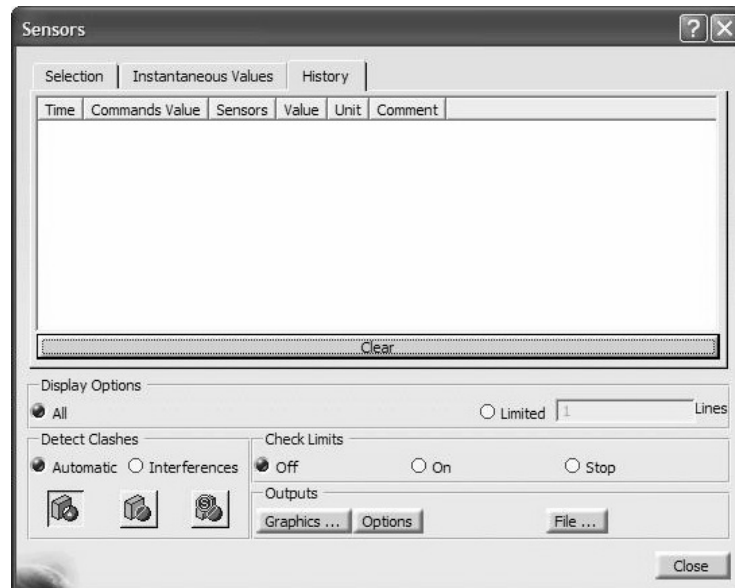 Sensors
Selection Instantaneous Values History
Time Commands Value Sensors Value Unit Comment
Clear
Display Options
All Limited 1 Lines
Detect Clashes Check Limits
Automatic Interferences Off On Stop
Outputs
Graphics ... Options File ...
Close